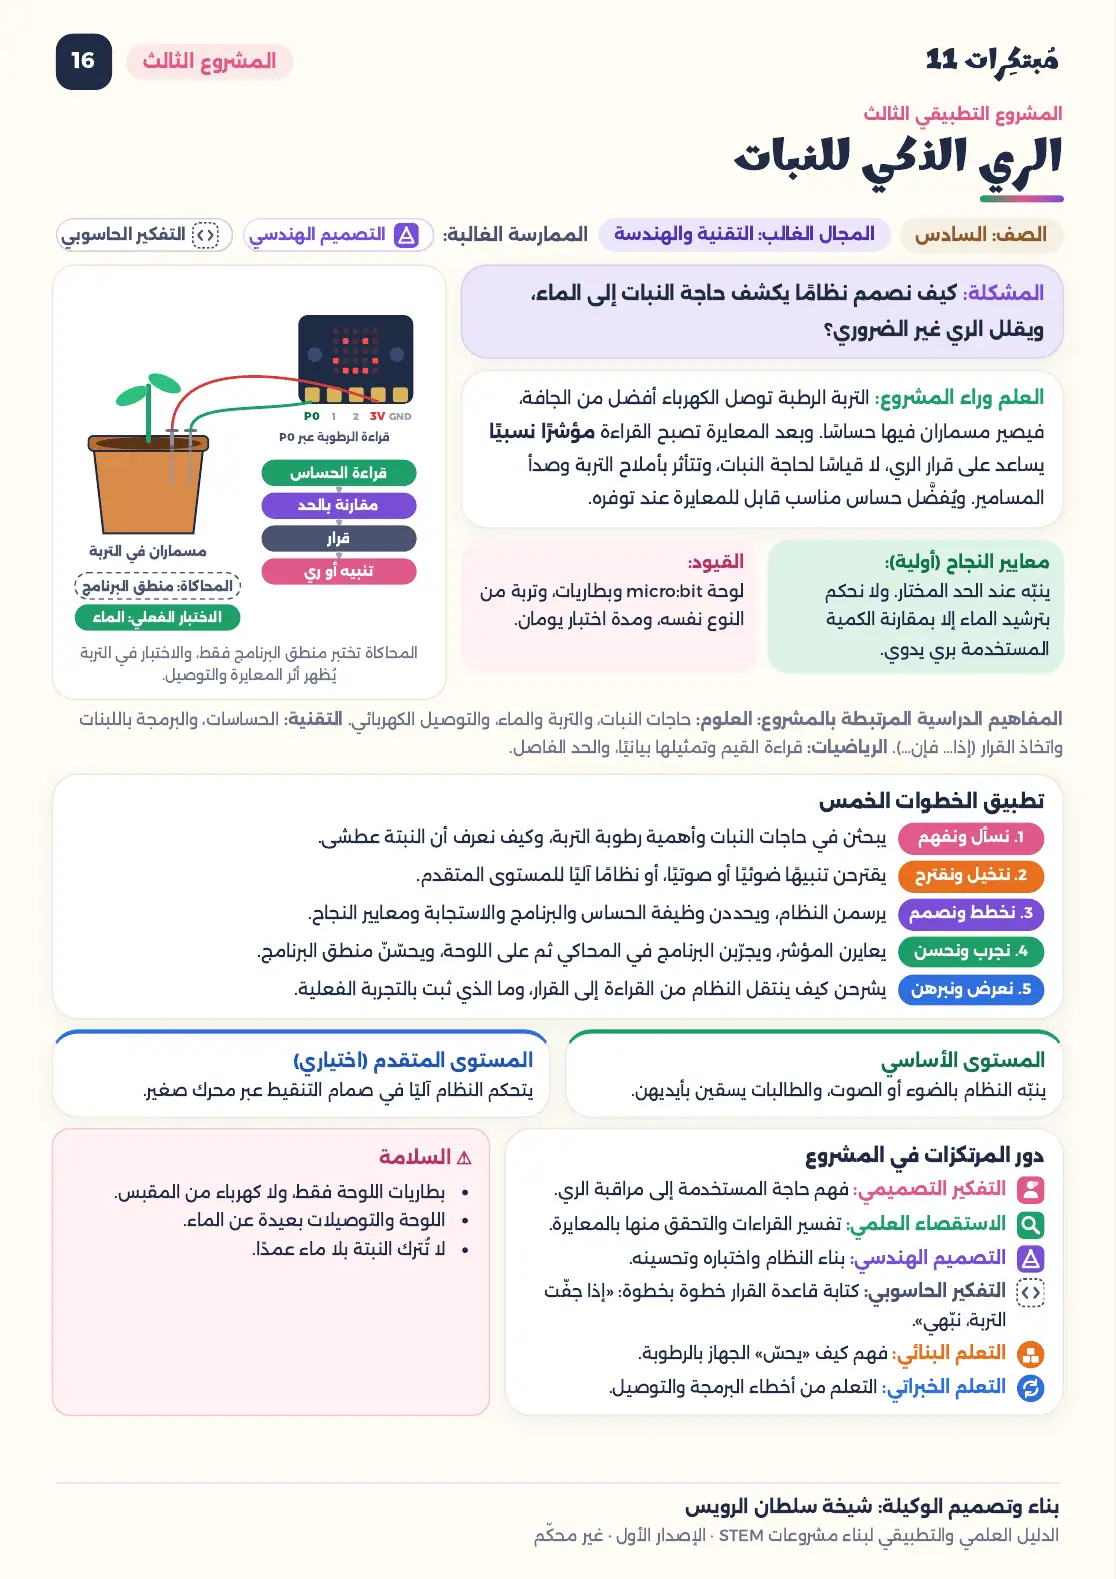 مُبتكِرات 11
المشروع الثالث
16
المشروع التطبيقي الثالث
الري الذكي للنبات
الصف: السادس
المجال الغالب: التقنية والهندسة
الممارسة الغالبة:
التصميم الهندسي
التفكير الحاسوبي
المشكلة: كيف نصمم نظامًا يكشف حاجة النبات إلى الماء،
ويقلل الري غير الضروري؟
العلم وراء المشروع: التربة الرطبة توصل الكهرباء أفضل من الجافة،
فيصير مسماران فيها حساسًا. وبعد المعايرة تصبح القراءة مؤشرًا نسبيًا
يساعد على قرار الري، لا قياسًا لحاجة النبات، وتتأثر بأملاح التربة وصدأ
المسامير. ويُفضَّل حساس مناسب قابل للمعايرة عند توفره.
معايير النجاح (أولية):
ينبّه عند الحد المختار. ولا نحكم
بترشيد الماء إلا بمقارنة الكمية
المستخدمة بري يدوي.
القيود:
لوحة micro:bit وبطاريات، وتربة من
النوع نفسه، ومدة اختبار يومان.
P0 1 2 3V GND
قراءة الرطوبة عبر P0
قراءة الحساس
مقارنة بالحد
قرار
تنبيه أو ري
مسماران في التربة
المحاكاة: منطق البرنامج
الاختبار الفعلي: الماء
المحاكاة تختبر منطق البرنامج فقط، والاختبار في التربة
يُظهر أثر المعايرة والتوصيل.
المفاهيم الدراسية المرتبطة بالمشروع: العلوم: حاجات النبات، والتربة والماء، والتوصيل الكهربائي. التقنية: الحساسات، والبرمجة باللبنات
واتخاذ القرار (إذا... فإن...). الرياضيات: قراءة القيم وتمثيلها بيانيًا، والحد الفاصل.
تطبيق الخطوات الخمس
1. نسأل ونفهم يبحثن في حاجات النبات وأهمية رطوبة التربة، وكيف نعرف أن النبتة عطشى.
2. نتخيل ونقترح يقترحن تنبيهًا ضوئيًا أو صوتيًا، أو نظامًا آليًا للمستوى المتقدم.
3. نخطط ونصمم يرسمن النظام، ويحددن وظيفة الحساس والبرنامج والاستجابة ومعايير النجاح.
4. نجرب ونحسن يعايرن المؤشر، ويجرّبن البرنامج في المحاكي ثم على اللوحة، ويحسّنّ منطق البرنامج.
5. نعرض ونبرهن يشرحن كيف ينتقل النظام من القراءة إلى القرار، وما الذي ثبت بالتجربة الفعلية.
المستوى الأساسي
ينبّه النظام بالضوء أو الصوت، والطالبات يسقين بأيديهن.
المستوى المتقدم (اختياري)
يتحكم النظام آليًا في صمام التنقيط عبر محرك صغير.
دور المرتكزات في المشروع
التفكير التصميمي: فهم حاجة المستخدمة إلى مراقبة الري.
الاستقصاء العلمي: تفسير القراءات والتحقق منها بالمعايرة.
التصميم الهندسي: بناء النظام واختباره وتحسينه.
التفكير الحاسوبي: كتابة قاعدة القرار خطوة بخطوة: «إذا جفّت
التربة، نبّهي».
التعلم البنائي: فهم كيف «يحسّ» الجهاز بالرطوبة.
التعلم الخبراتي: التعلم من أخطاء البرمجة والتوصيل.
⚠ السلامة
• بطاريات اللوحة فقط، ولا كهرباء من المقبس.
• اللوحة والتوصيلات بعيدة عن الماء.
• لا تُترك النبتة بلا ماء عمدًا.
بناء وتصميم الوكيلة: شيخة سلطان الرويس
الدليل العلمي والتطبيقي لبناء مشروعات STEM · الإصدار الأول · غير محكّم